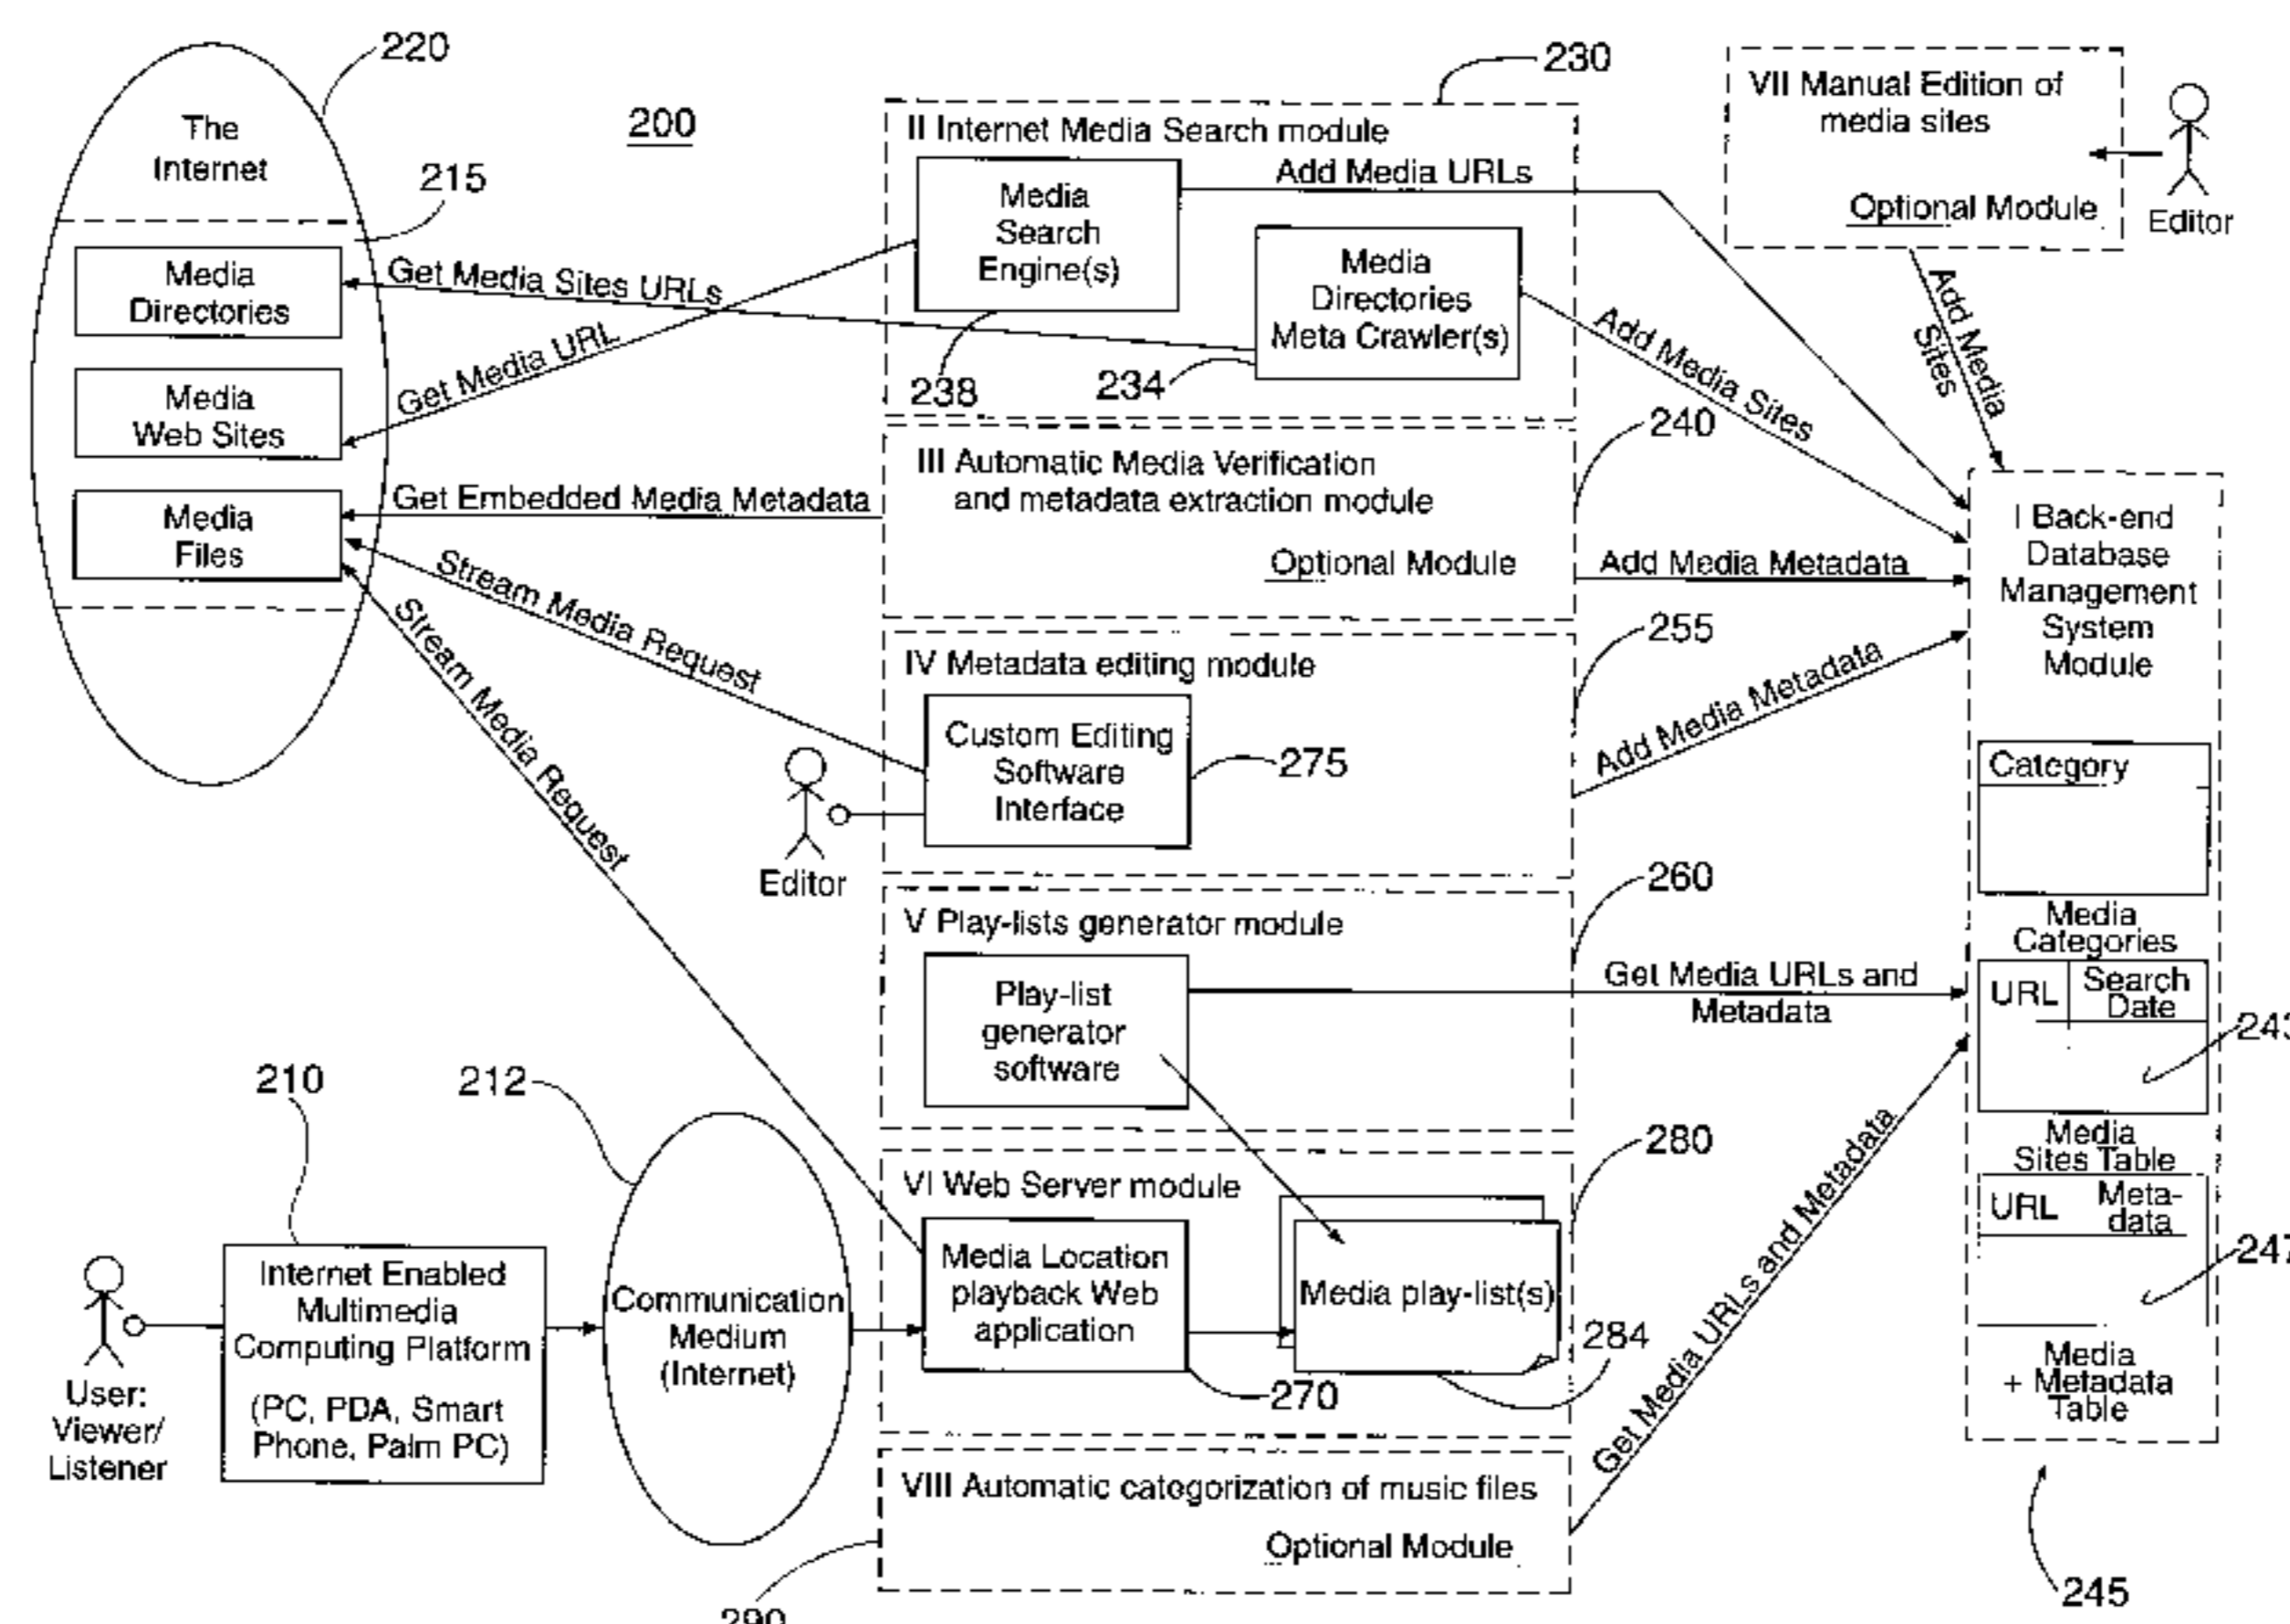 220
The
Internet
215
Media
Directories
Media
Web Sites
Media
Files
200
Get Media Sites URLs
Get Media URL
Get Embedded Media Metadata
Stream Media Request
Stream Media Request
230
II Internet Media Search module
Media
Search
Engine(s)
238
Add Media URLs
Media
Directories
Meta Crawler(s)
234
Add Media Sites
VII Manual Edition of
media sites
Optional Module
Editor
Add Media
Sites
240
III Automatic Media Verification
and metadata extraction module
Optional Module
Add Media Metadata
255
IV Metadata editing module
Custom Editing
Software
Interface
275
Editor
Add Media Metadata
260
V Play-lists generator module
Play-list
generator
software
Get Media URLs and
Metadata
280
VI Web Server module
Media Location
playback Web
application
270
Media play-list(s)
284
Get Media URLs and Metadata
VIII Automatic categorization of music files
Optional Module
290
I Back-end
Database
Management
System
Module
Category
Media
Categories
URL
Search
Date
243
Media
Sites Table
URL
Meta-
data
247
Media
+ Metadata
Table
245
210
Internet Enabled
Multimedia
Computing Platform
(PC, PDA, Smart
Phone, Palm PC)
User:
Viewer/
Listener
212
Communication
Medium
(Internet)